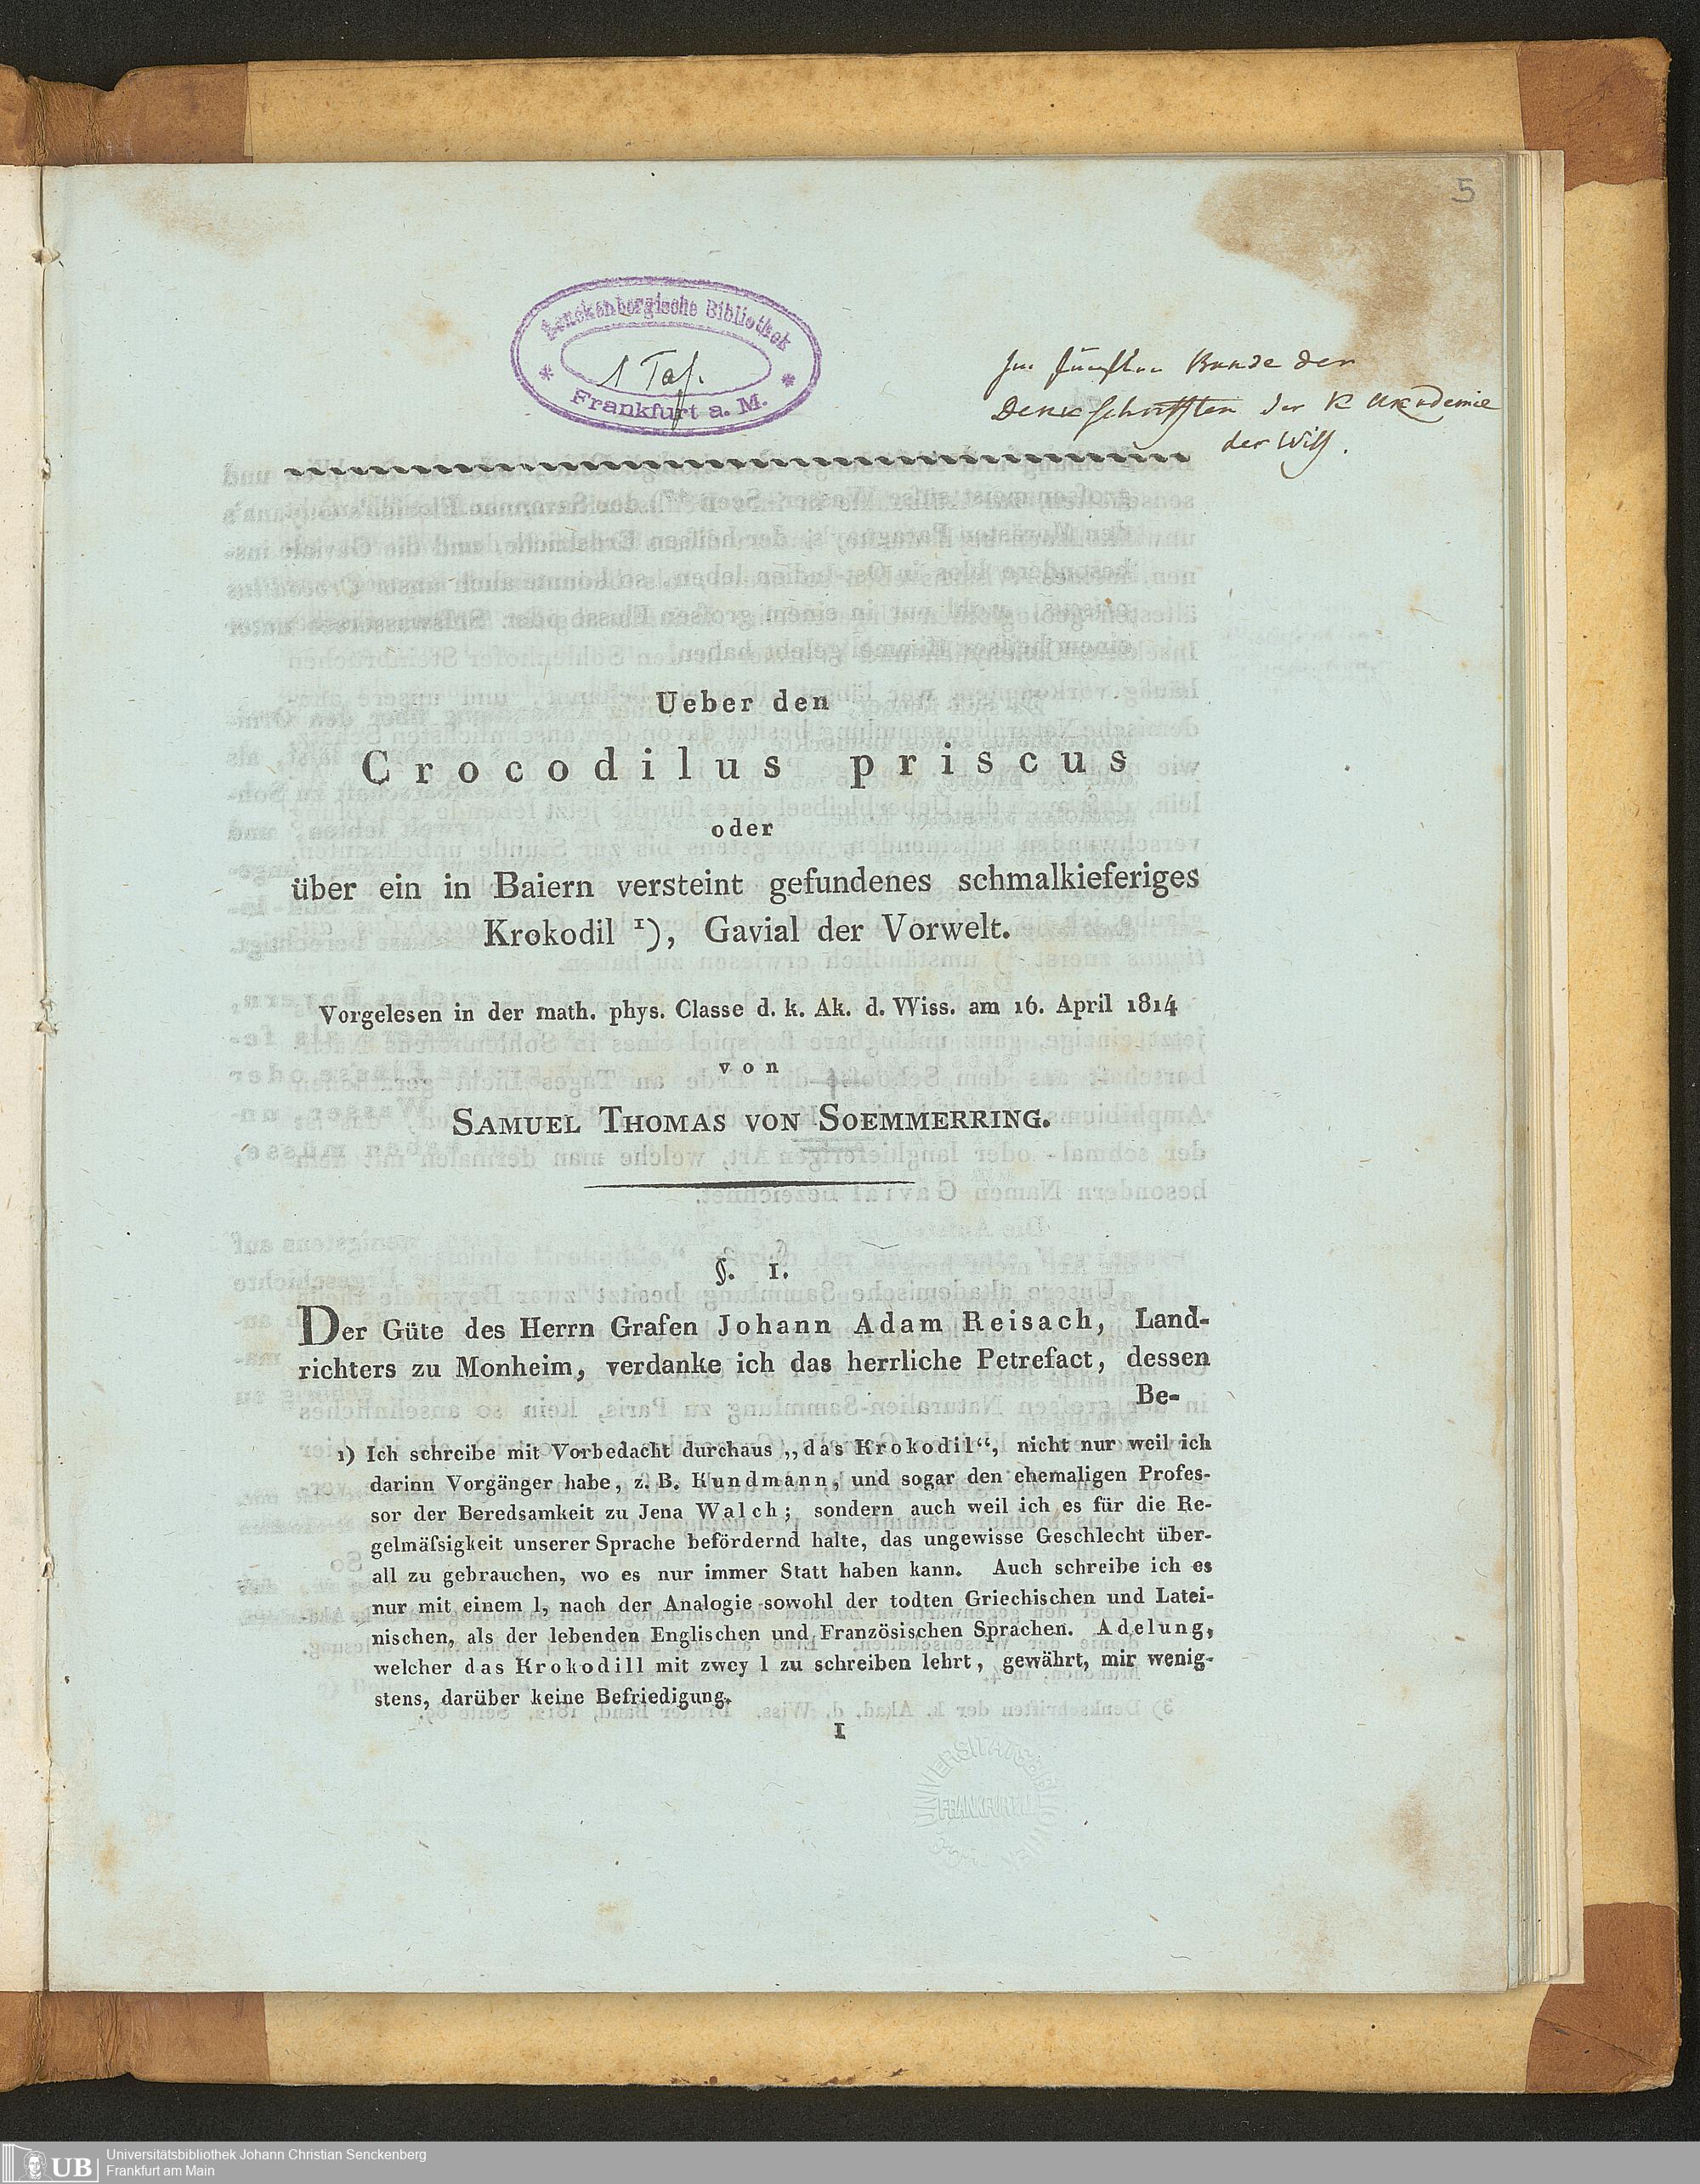 5
Senckenbergische Bibliothek
1 Taf.
Frankfurt a. M.
Im fünften Bande der
Denkschriften der K Akademie
der Wiss.
Ueber den
Crocodilus priscus
oder
über ein in Baiern versteint gefundenes schmalkieferiges
Krokodil ¹), Gavial der Vorwelt.
Vorgelesen in der math. phys. Classe d. k. Ak. d. Wiss. am 16. April 1814
von
SAMUEL THOMAS VON SOEMMERRING.
§. 1.
Der Güte des Herrn Grafen Johann Adam Reisach, Land-
richters zu Monheim, verdanke ich das herrliche Petrefact, dessen
Be-
1) Ich schreibe mit Vorbedacht durchaus „das Krokodil“, nicht nur weil ich
darinn Vorgänger habe, z. B. Kundmann, und sogar den ehemaligen Profes-
sor der Beredsamkeit zu Jena Walch; sondern auch weil ich es für die Re-
gelmäſsigkeit unserer Sprache befördernd halte, das ungewisse Geschlecht über-
all zu gebrauchen, wo es nur immer Statt haben kann. Auch schreibe ich es
nur mit einem l, nach der Analogie sowohl der todten Griechischen und Latei-
nischen, als der lebenden Englischen und Französischen Sprachen. Adelung,
welcher das Krokodill mit zwey l zu schreiben lehrt, gewährt, mir wenig-
stens, darüber keine Befriedigung.
1
UB
Universitätsbibliothek Johann Christian Senckenberg
Frankfurt am Main